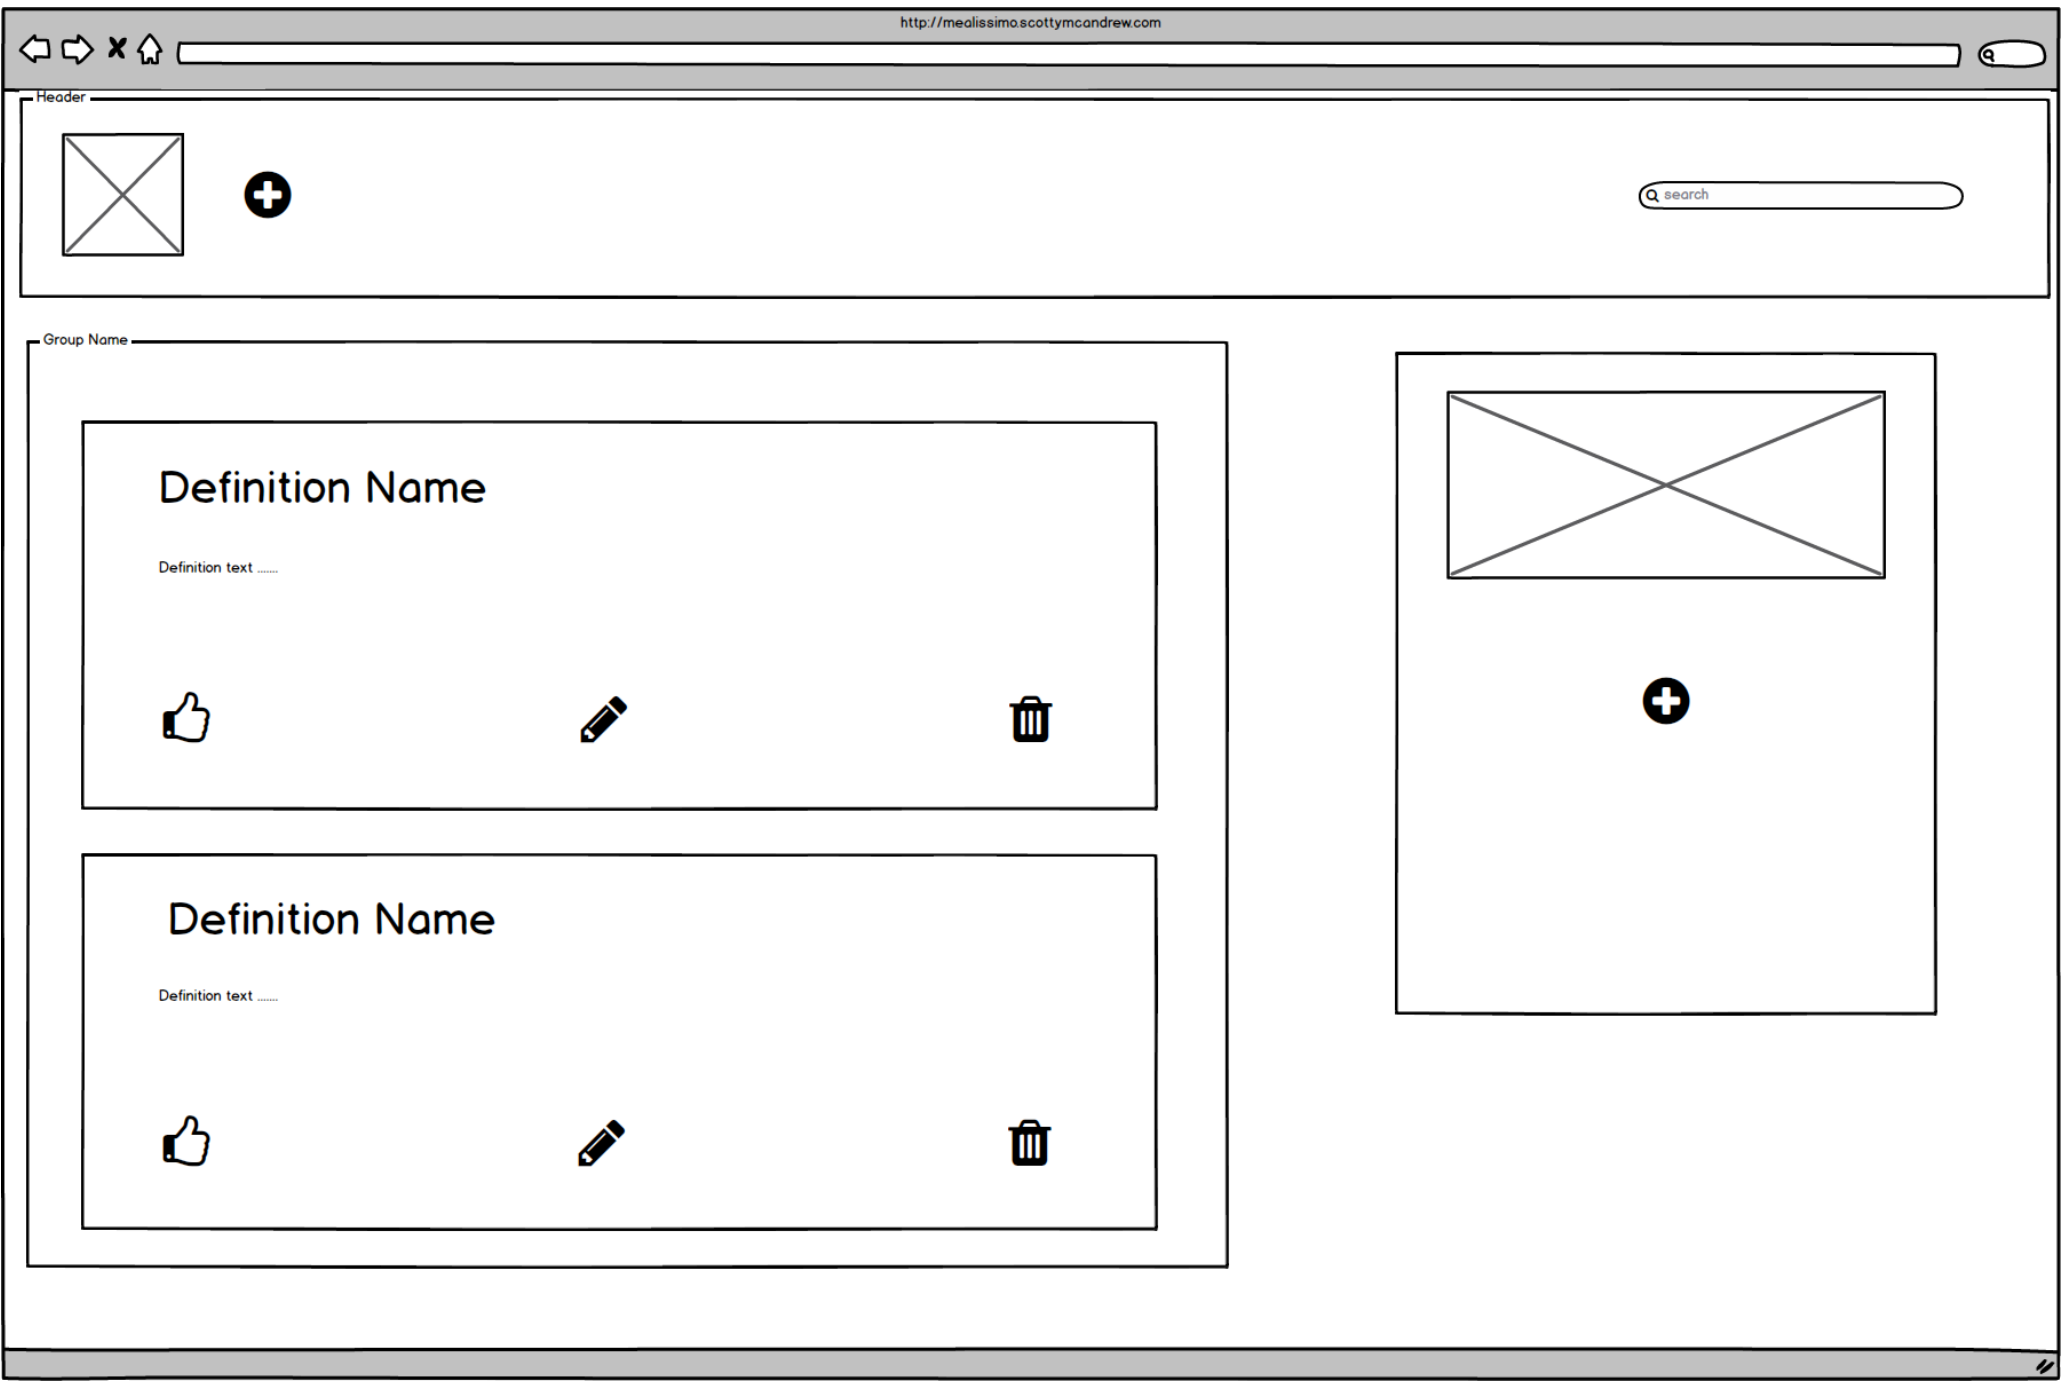 http://mealissimo.scottymcandrew.com
Header
search
Group Name
Definition Name
Definition text .......
Definition Name
Definition text .......